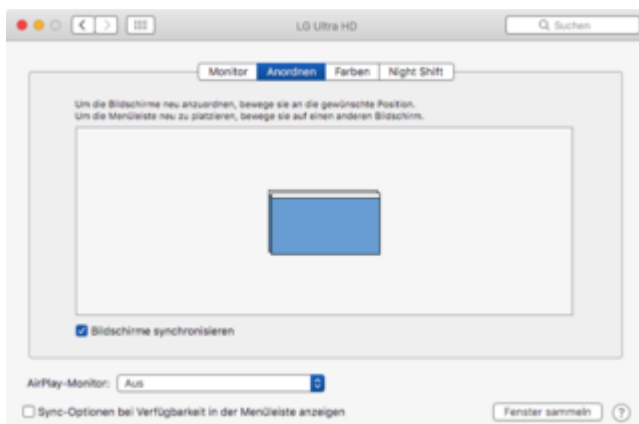 LG Ultra HD
Suchen
Monitor Anordnen Farben Night Shift
Um die Bildschirme neu anzuordnen, bewege sie an die gewünschte Position.
Um die Menüleiste neu zu platzieren, bewege sie auf einen anderen Bildschirm.
Bildschirme synchronisieren
AirPlay-Monitor: Aus
Sync-Optionen bei Verfügbarkeit in der Menüleiste anzeigen
Fenster sammeln ?